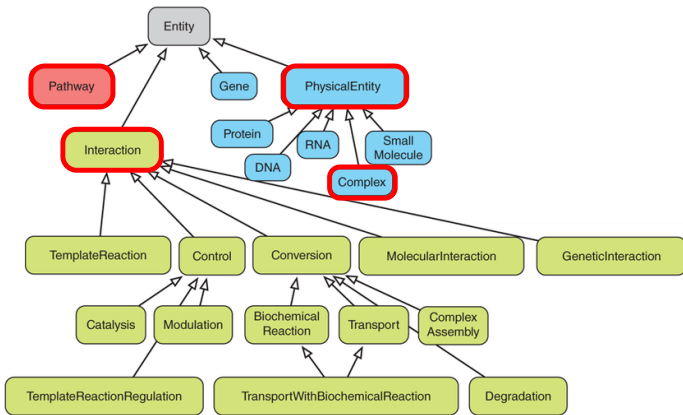 Entity
Pathway
Gene
PhysicalEntity
Protein
RNA
Small
Molecule
Interaction
DNA
Complex
TemplateReaction
Control
Conversion
MolecularInteraction
GeneticInteraction
Catalysis
Modulation
Biochemical
Reaction
Transport
Complex
Assembly
TemplateReactionRegulation
TransportWithBiochemicalReaction
Degradation